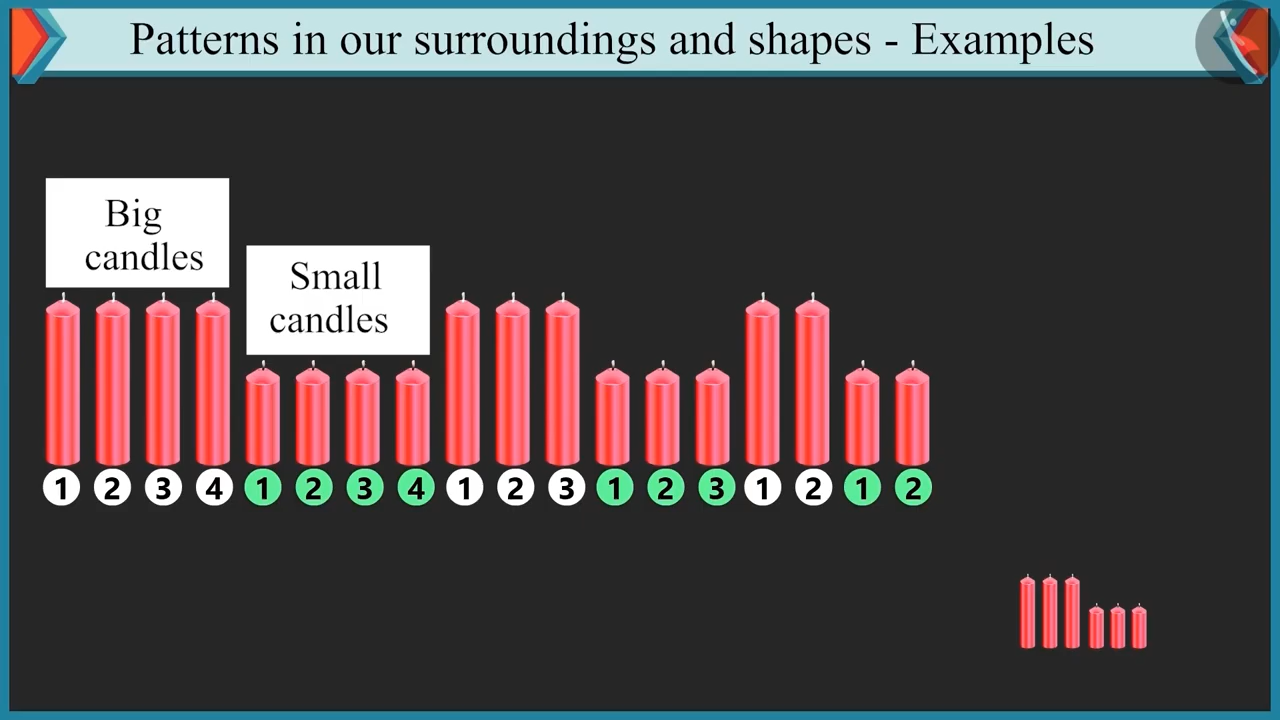 Patterns in our surroundings and shapes - Examples
Big
candles
Small
candles
1 2 3 4 1 2 3 4 1 2 3 1 2 3 1 2 1 2